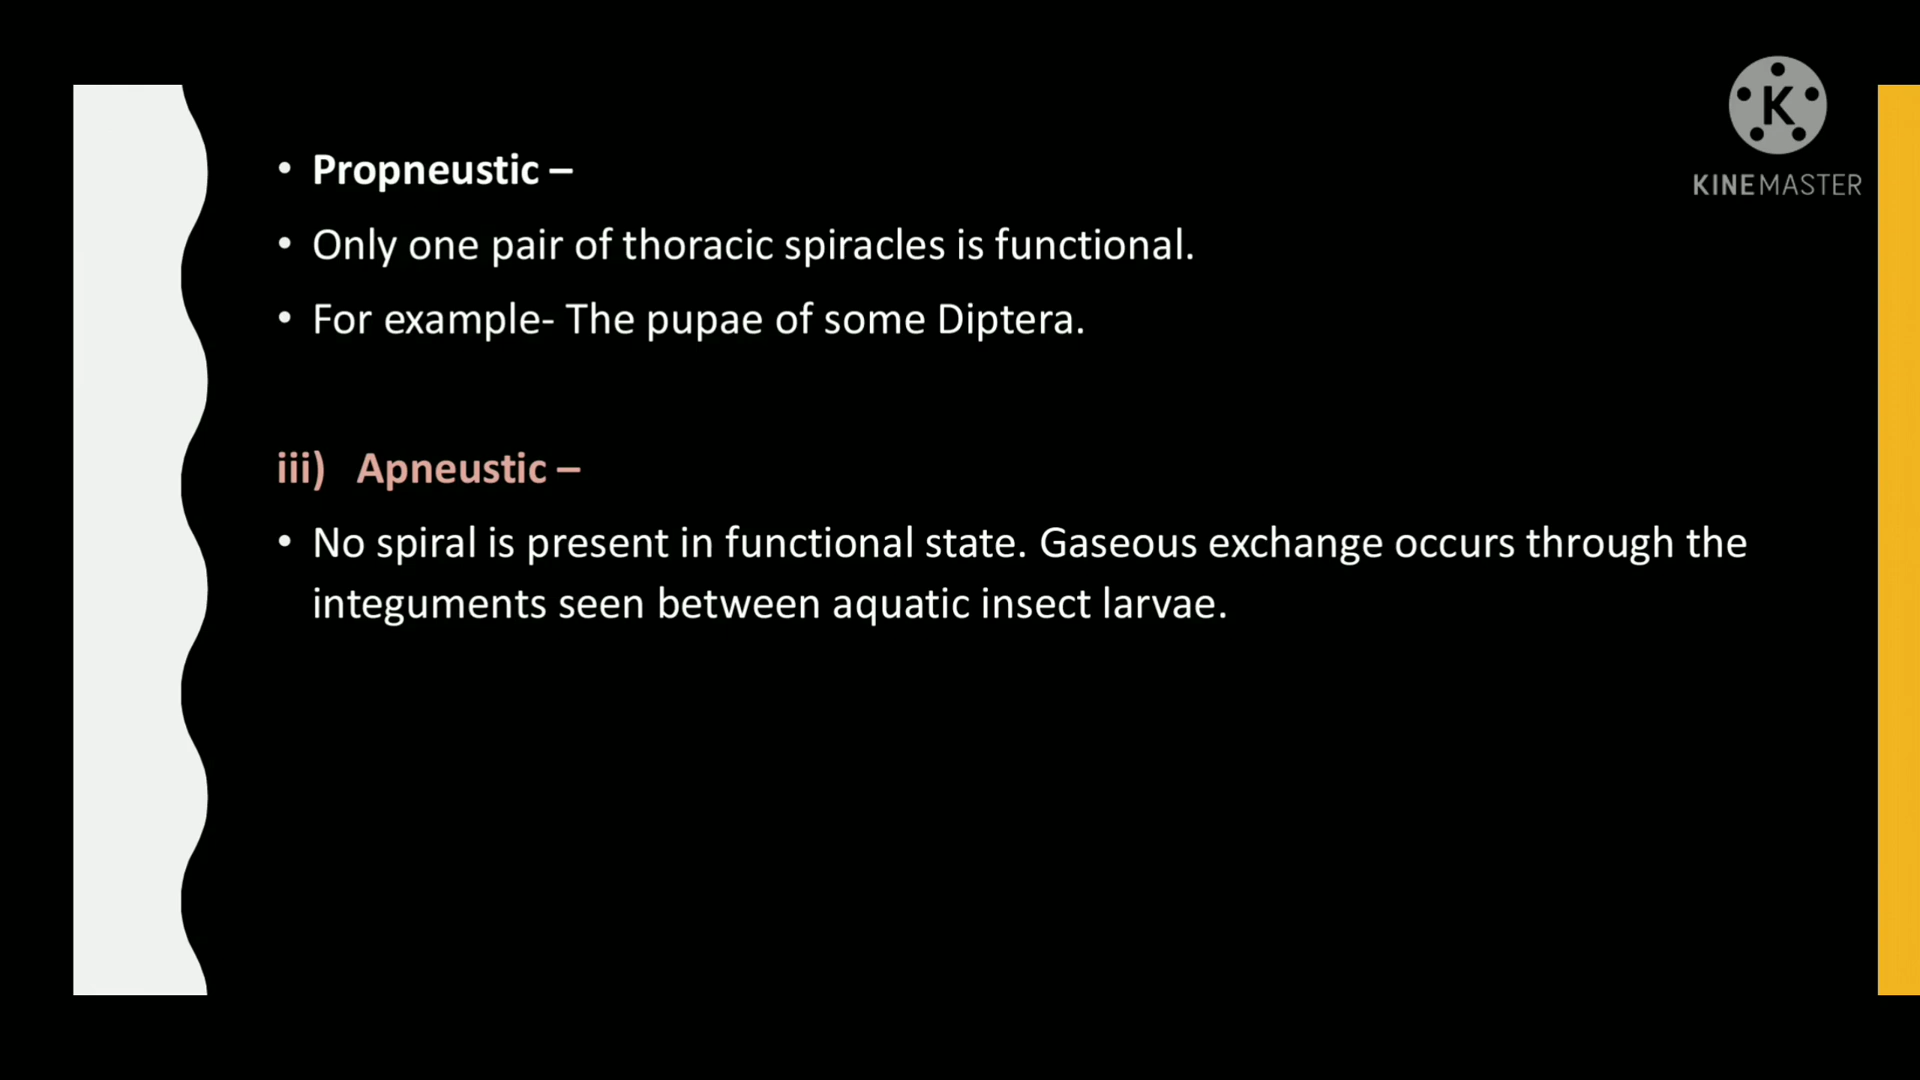 K
KINEMASTER
• Propneustic –
• Only one pair of thoracic spiracles is functional.
• For example- The pupae of some Diptera.
iii) Apneustic –
• No spiral is present in functional state. Gaseous exchange occurs through the
integuments seen between aquatic insect larvae.